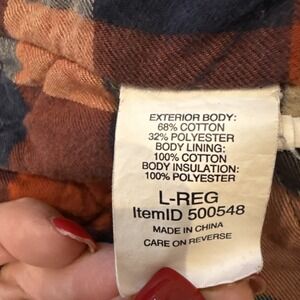 EXTERIOR BODY:
68% COTTON
32% POLYESTER
BODY LINING:
100% COTTON
BODY INSULATION:
100% POLYESTER
L-REG
ItemID 500548
MADE IN CHINA
CARE ON REVERSE